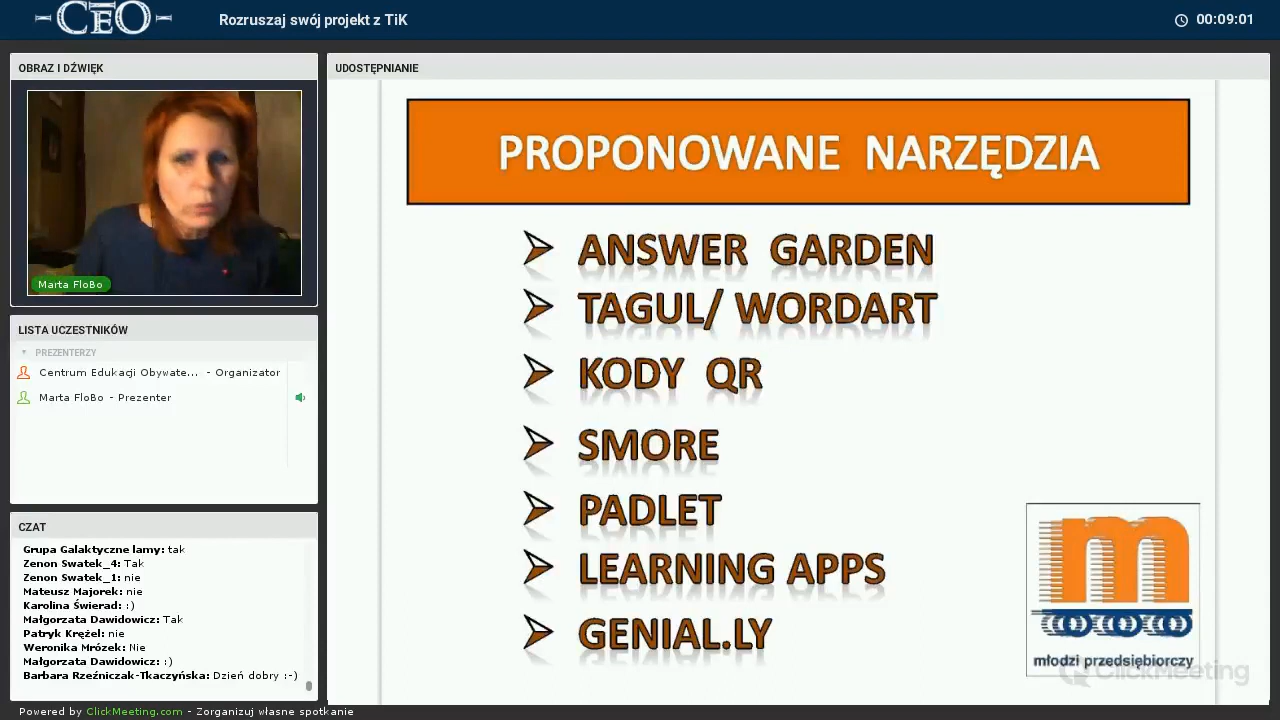 CEO
Rozruszaj swój projekt z TiK
00:09:01
OBRAZ I DŹWIĘK
Marta FloBo
LISTA UCZESTNIKÓW
PREZENTERZY
Centrum Edukacji Obywate... - Organizator
Marta FloBo - Prezenter
CZAT
Grupa Galaktyczne lamy: tak
Zenon Swatek_4: Tak
Zenon Swatek_1: nie
Mateusz Majorek: nie
Karolina Świerad: :)
Małgorzata Dawidowicz: Tak
Patryk Krężel: nie
Weronika Mrózek: Nie
Małgorzata Dawidowicz: :)
Barbara Rzeźniczak-Tkaczyńska: Dzień dobry :-)
UDOSTĘPNIANIE
PROPONOWANE NARZĘDZIA
ANSWER GARDEN
TAGUL/ WORDART
KODY QR
SMORE
PADLET
LEARNING APPS
GENIAL.LY
m
młodzi przedsiębiorczy
ClickMeeting
Powered by ClickMeeting.com - Zorganizuj własne spotkanie